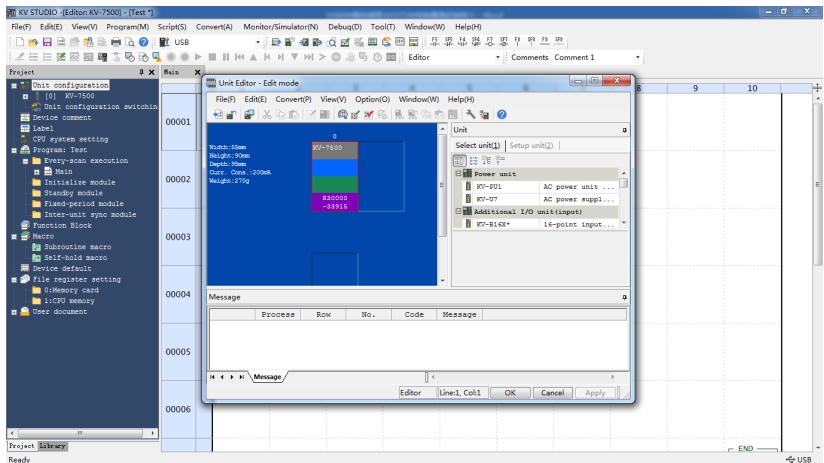 KV STUDIO -[Editor: KV-7500] - [Test *]
File(F) Edit(E) View(V) Program(M) Script(S) Convert(A) Monitor/Simulator(N) Debug(D) Tool(T) Window(W) Help(H)
USB
Editor Comments Comment 1
Project Main
Unit configuration
[0] KV-7500
Unit configuration switchin
Device comment
Label
CPU system setting
Program: Test
Every-scan execution
Main
Initialize module
Standby module
Fixed-period module
Inter-unit sync module
Function Block
Macro
Subroutine macro
Self-hold macro
Device default
File register setting
0:Memory card
1:CPU memory
User document
Project Library
Ready
USB
8 9 10
00001
00002
00003
00004
00005
00006
END
Unit Editor - Edit mode
File(F) Edit(E) Convert(P) View(V) Option(O) Window(W) Help(H)
0
Width:55mm
Height:90mm
Depth:95mm
Curr. Cons.:200mA
Weight:270g
KV-7500
R30000
-33915
Unit
Select unit(1) Setup unit(2)
Power unit
KV-PU1 AC power unit ...
KV-U7 AC power suppl...
Additional I/O unit(input)
KV-B16X* 16-point input...
Message
Process Row No. Code Message
Message
Editor Line:1, Col:1 OK Cancel Apply